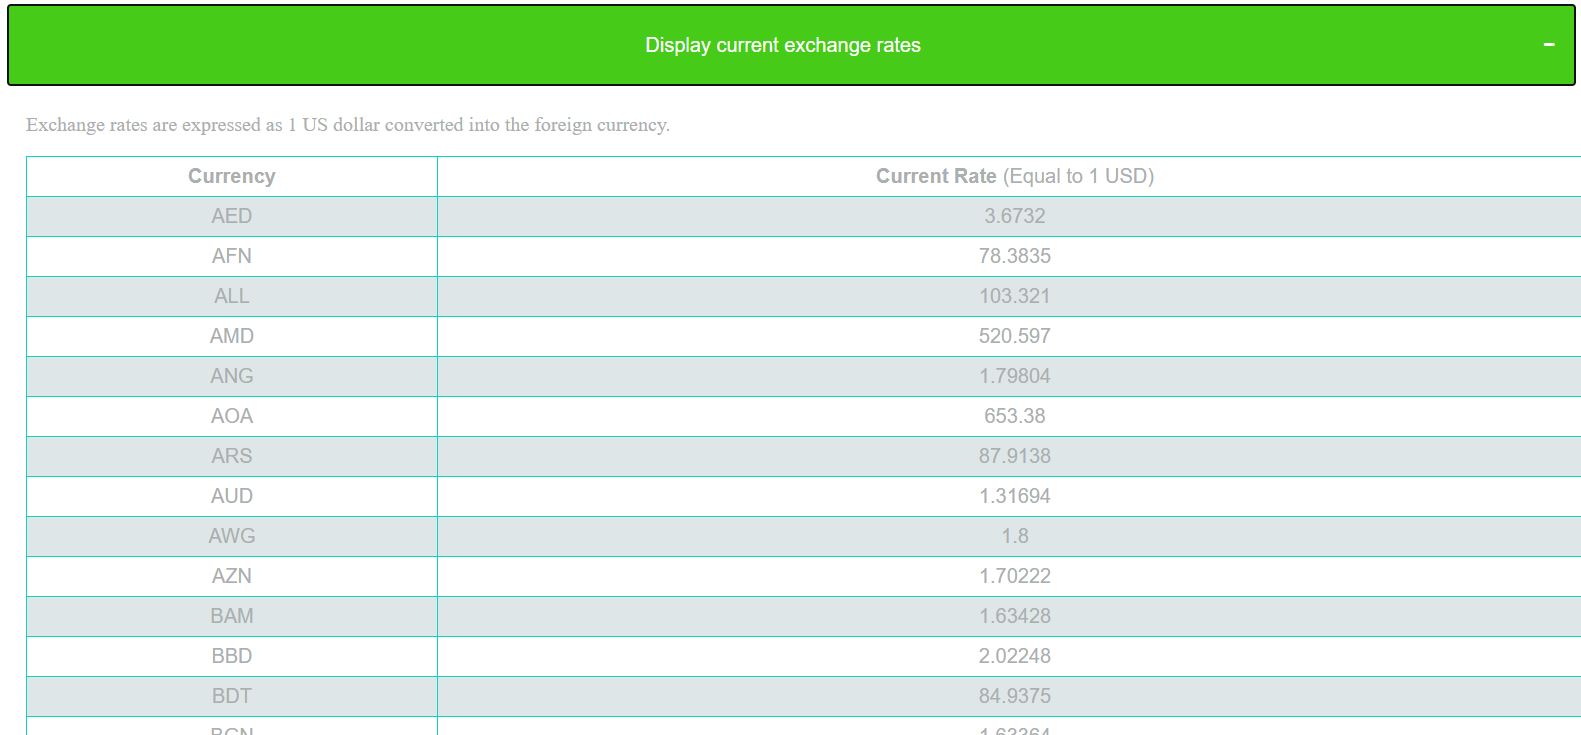 Display current exchange rates –
Exchange rates are expressed as 1 US dollar converted into the foreign currency.
Currency Current Rate (Equal to 1 USD)
AED 3.6732
AFN 78.3835
ALL 103.321
AMD 520.597
ANG 1.79804
AOA 653.38
ARS 87.9138
AUD 1.31694
AWG 1.8
AZN 1.70222
BAM 1.63428
BBD 2.02248
BDT 84.9375
BGN 1.63364